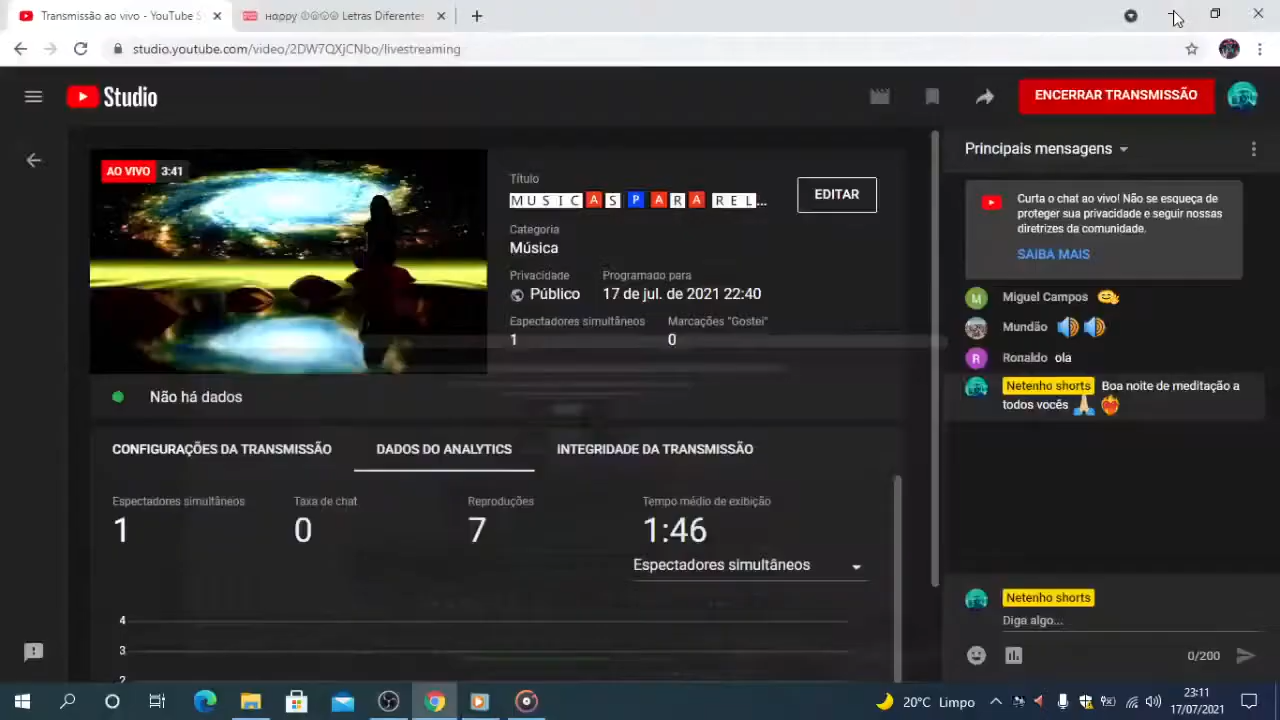 Transmissão ao vivo - YouTube S
Happy ☺☺☺☺ Letras Diferentes
studio.youtube.com/video/2DW7QXjCNbo/livestreaming
Studio
ENCERRAR TRANSMISSÃO
AO VIVO 3:41
Título
MUSICAS PARA REL...
EDITAR
Categoria
Música
Privacidade
Programado para
Público
17 de jul. de 2021 22:40
Espectadores simultâneos
Marcações "Gostei"
1
0
Não há dados
CONFIGURAÇÕES DA TRANSMISSÃO
DADOS DO ANALYTICS
INTEGRIDADE DA TRANSMISSÃO
Espectadores simultâneos
Taxa de chat
Reproduções
Tempo médio de exibição
1
0
7
1:46
Espectadores simultâneos
4
3
2
Principais mensagens
Curta o chat ao vivo! Não se esqueça de
proteger sua privacidade e seguir nossas
diretrizes da comunidade.
SAIBA MAIS
M
Miguel Campos 🤗
Mundão 🔊🔊
R
Ronaldo ola
Netenho shorts Boa noite de meditação a
todos vocês 🙏 ❤️‍🔥
Netenho shorts
Diga algo...
0/200
20°C Limpo
23:11
17/07/2021